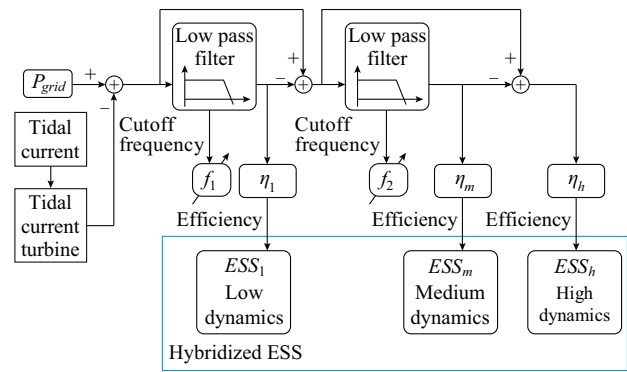 Low pass
filter
Low pass
filter
+
+
P_grid
+
−
−
−
Tidal
current
Cutoff
frequency
Cutoff
frequency
f_1
η_1
f_2
η_m
η_h
Tidal
current
turbine
Efficiency
Efficiency
Efficiency
ESS_1
Low
dynamics
ESS_m
Medium
dynamics
ESS_h
High
dynamics
Hybridized ESS